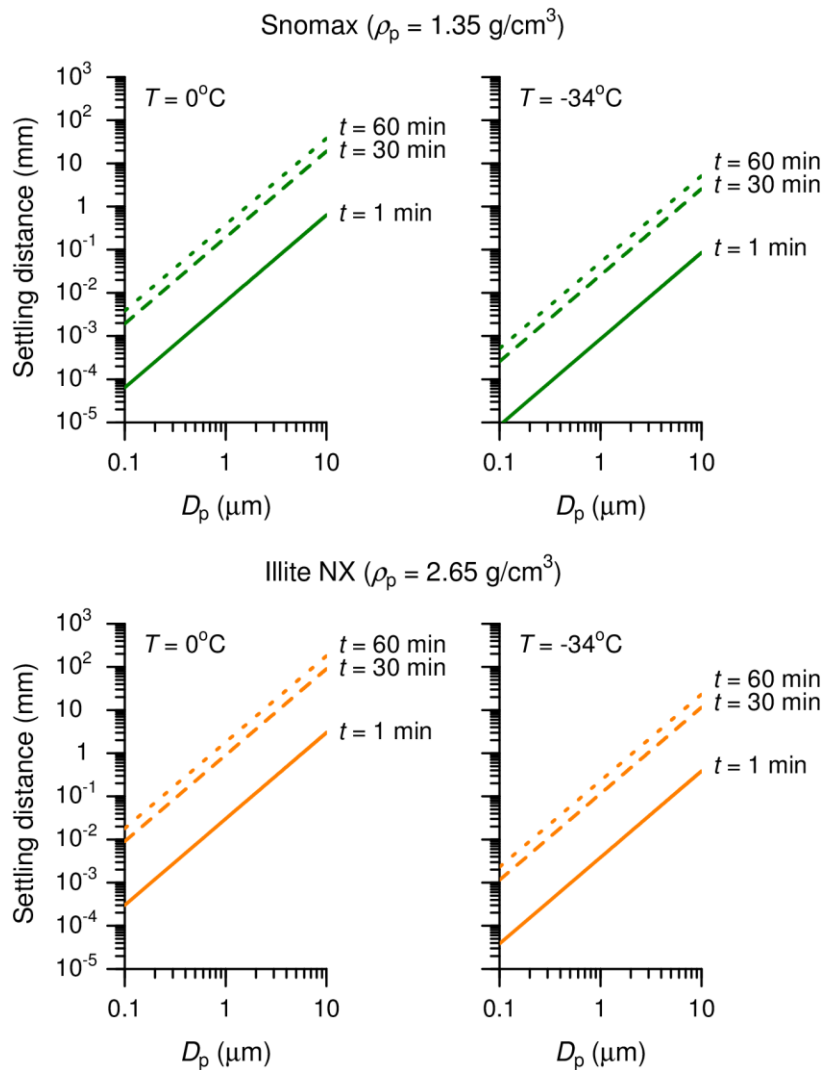 Snomax (ρp = 1.35 g/cm³)
T = 0°C
T = -34°C
Settling distance (mm)
10³
10²
10
1
10⁻¹
10⁻²
10⁻³
10⁻⁴
10⁻⁵
t = 60 min
t = 30 min
t = 1 min
t = 60 min
t = 30 min
t = 1 min
0.1 1 10
0.1 1 10
Dp (μm)
Dp (μm)
Illite NX (ρp = 2.65 g/cm³)
T = 0°C
T = -34°C
Settling distance (mm)
10³
10²
10
1
10⁻¹
10⁻²
10⁻³
10⁻⁴
10⁻⁵
t = 60 min
t = 30 min
t = 1 min
t = 60 min
t = 30 min
t = 1 min
0.1 1 10
0.1 1 10
Dp (μm)
Dp (μm)